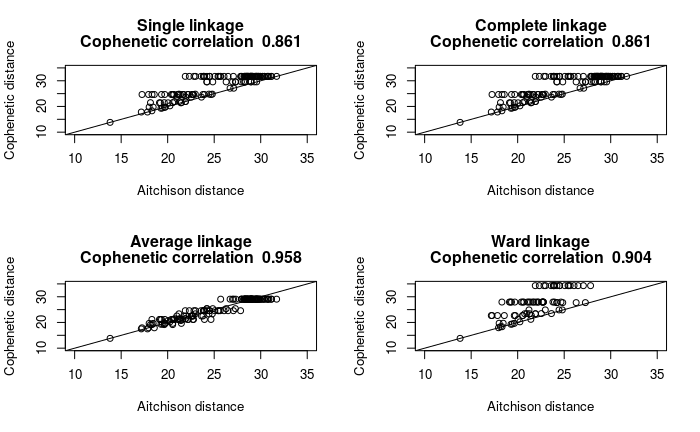 Single linkage
Cophenetic correlation  0.861
Cophenetic distance
30
20
10
10 15 20 25 30 35
Aitchison distance
Complete linkage
Cophenetic correlation  0.861
Cophenetic distance
30
20
10
10 15 20 25 30 35
Aitchison distance
Average linkage
Cophenetic correlation  0.958
Cophenetic distance
30
20
10
10 15 20 25 30 35
Aitchison distance
Ward linkage
Cophenetic correlation  0.904
Cophenetic distance
30
20
10
10 15 20 25 30 35
Aitchison distance